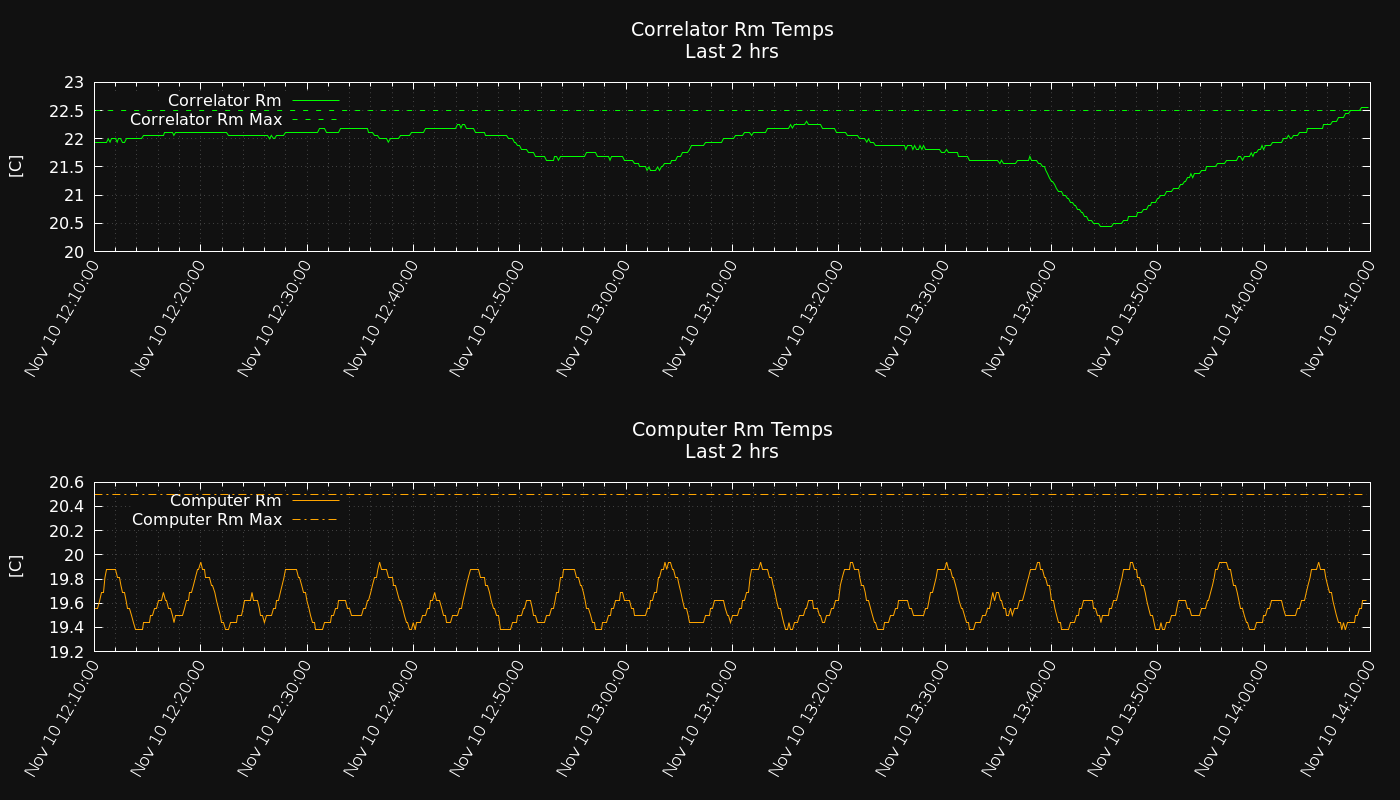 Correlator Rm Temps
Last 2 hrs
23
22.5
22
21.5
21
20.5
20
[C]
Correlator Rm
Correlator Rm Max
Nov 10 12:10:00
Nov 10 12:20:00
Nov 10 12:30:00
Nov 10 12:40:00
Nov 10 12:50:00
Nov 10 13:00:00
Nov 10 13:10:00
Nov 10 13:20:00
Nov 10 13:30:00
Nov 10 13:40:00
Nov 10 13:50:00
Nov 10 14:00:00
Nov 10 14:10:00
Computer Rm Temps
Last 2 hrs
20.6
20.4
20.2
20
19.8
19.6
19.4
19.2
[C]
Computer Rm
Computer Rm Max
Nov 10 12:10:00
Nov 10 12:20:00
Nov 10 12:30:00
Nov 10 12:40:00
Nov 10 12:50:00
Nov 10 13:00:00
Nov 10 13:10:00
Nov 10 13:20:00
Nov 10 13:30:00
Nov 10 13:40:00
Nov 10 13:50:00
Nov 10 14:00:00
Nov 10 14:10:00